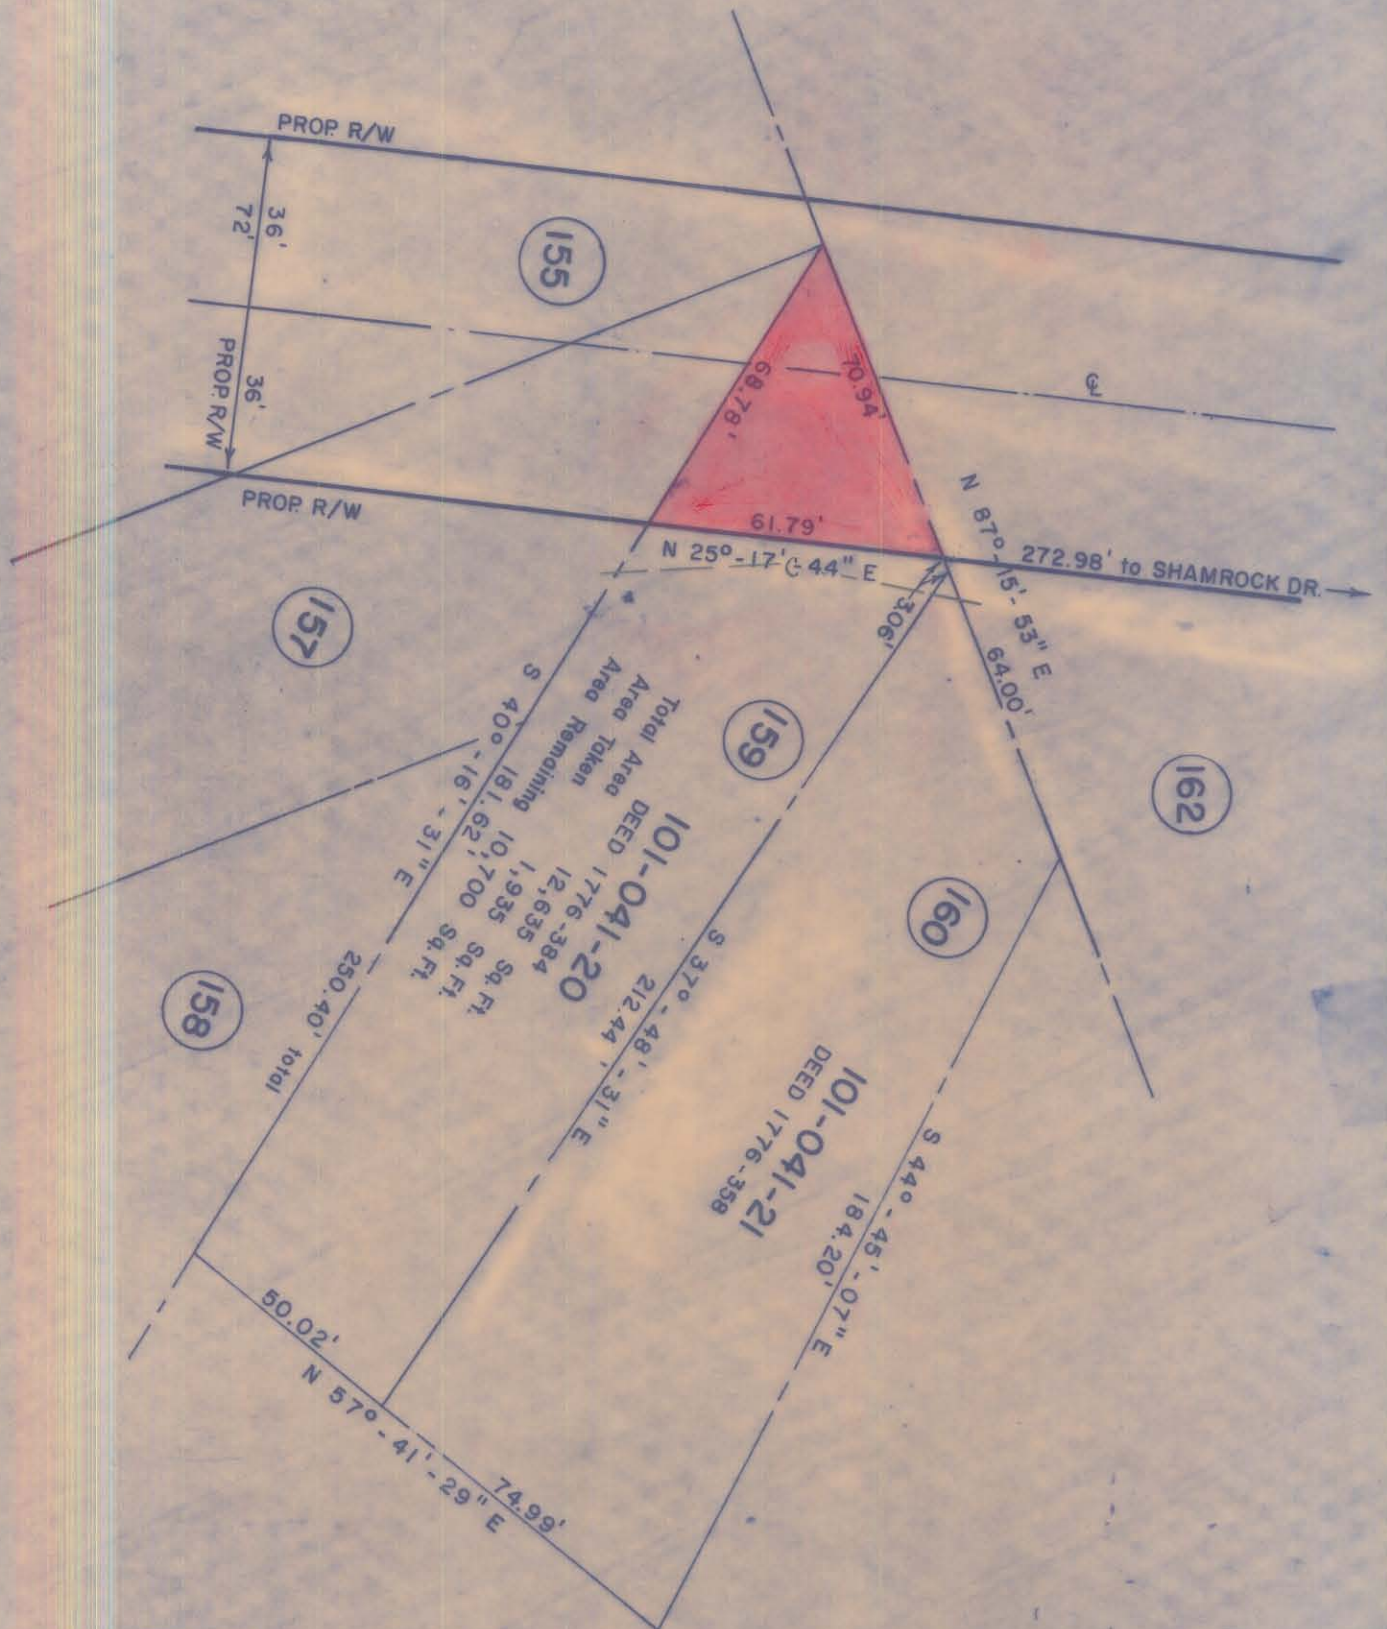 PROP. R/W
36'
72'
155
PROP. R/W
36'
℄
68.78'
70.94'
PROP. R/W
61.79'
N 25°-17'-44" E
N 87°-15'-53" E
272.98' to SHAMROCK DR.
3.06'
64.00'
157
159
162
S 40°-16'-31" E
181.62'
250.40' total
101-041-20
DEED 1776-384
Total Area 12,635 Sq. Ft.
Area Taken 1,935 Sq. Ft.
Area Remaining 10,700 Sq. Ft.
160
158
S 37°-48'-31" E
212.44'
101-041-21
DEED 1776-358
S 44°-45'-07" E
184.20'
50.02'
N 57°-41'-29" E
74.99'